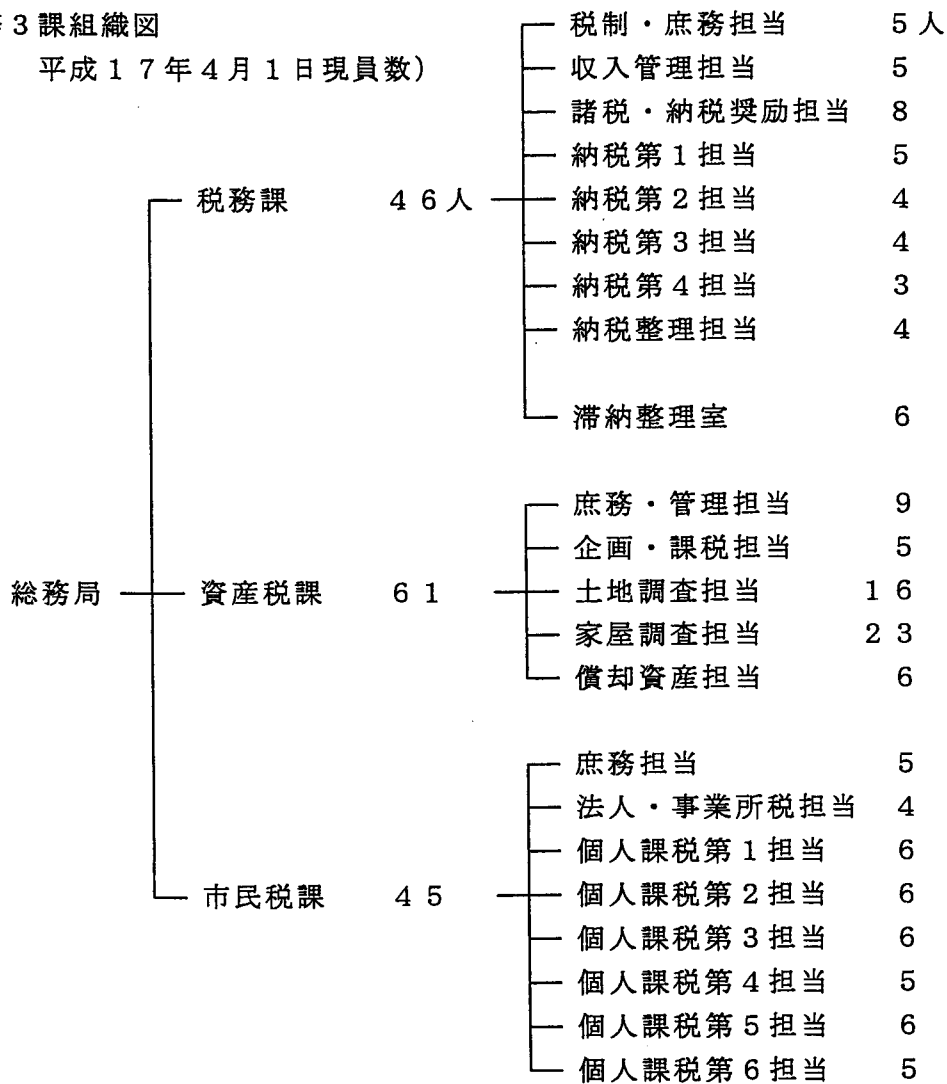 3課組織図
平成17年4月1日現員数）
総務局
税務課 46人
税制・庶務担当 5人
収入管理担当 5
諸税・納税奨励担当 8
納税第1担当 5
納税第2担当 4
納税第3担当 4
納税第4担当 3
納税整理担当 4
滞納整理室 6
資産税課 61
庶務・管理担当 9
企画・課税担当 5
土地調査担当 16
家屋調査担当 23
償却資産担当 6
市民税課 45
庶務担当 5
法人・事業所税担当 4
個人課税第1担当 6
個人課税第2担当 6
個人課税第3担当 6
個人課税第4担当 5
個人課税第5担当 6
個人課税第6担当 5